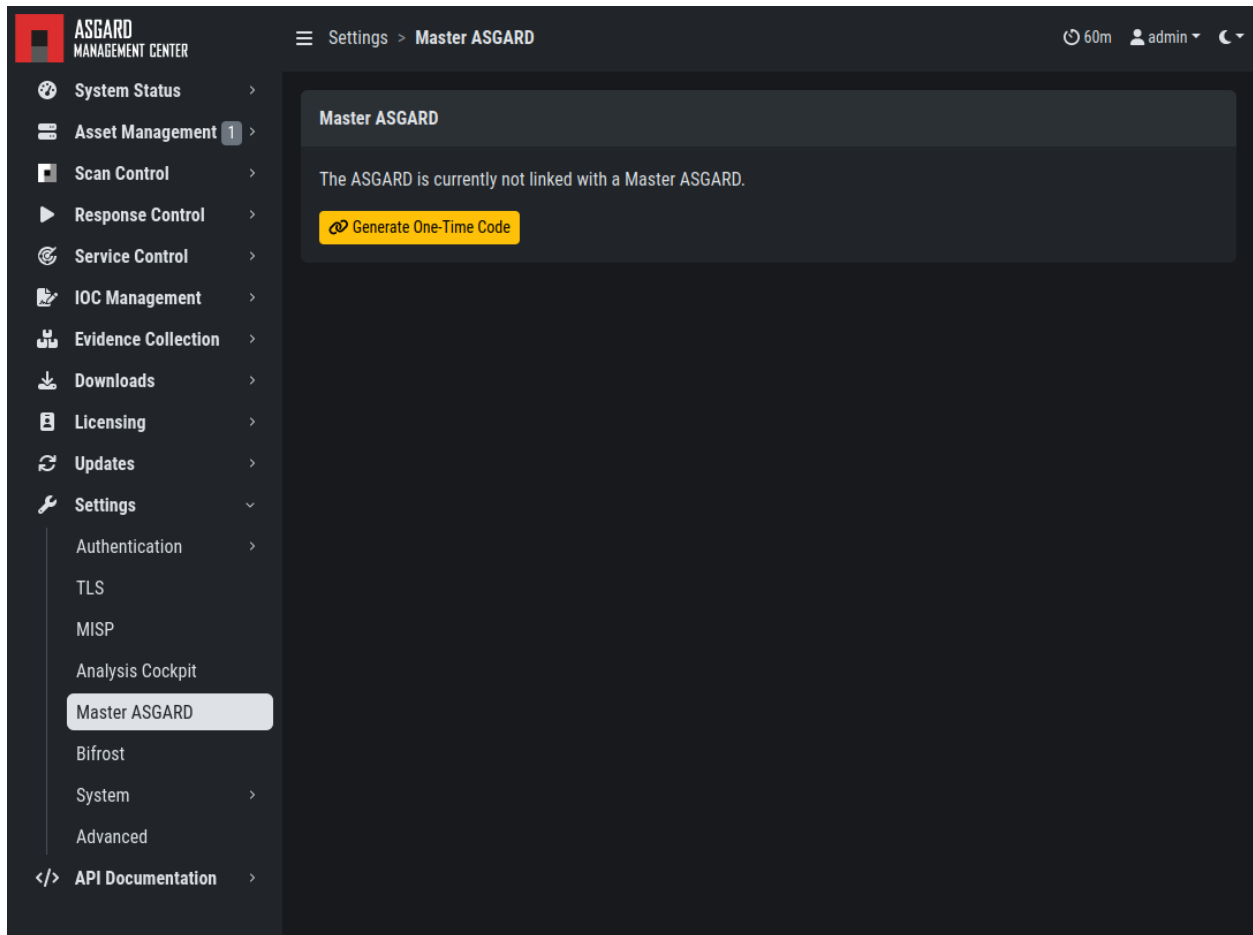 ASGARD
MANAGEMENT CENTER
Settings > Master ASGARD
60m
admin
System Status
Asset Management 1
Scan Control
Response Control
Service Control
IOC Management
Evidence Collection
Downloads
Licensing
Updates
Settings
Authentication
TLS
MISP
Analysis Cockpit
Master ASGARD
Bifrost
System
Advanced
</> API Documentation
Master ASGARD
The ASGARD is currently not linked with a Master ASGARD.
Generate One-Time Code